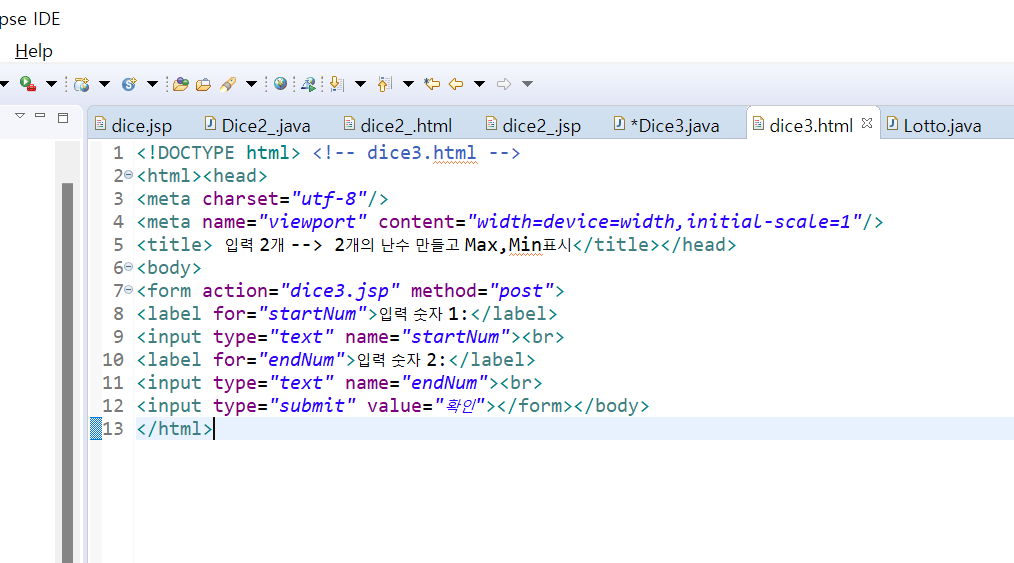 pse IDE
Help
dice.jsp Dice2_.java dice2_.html dice2_.jsp *Dice3.java dice3.html Lotto.java
1 <!DOCTYPE html> <!-- dice3.html -->
2 <html><head>
3 <meta charset="utf-8"/>
4 <meta name="viewport" content="width=device=width,initial-scale=1"/>
5 <title> 입력 2개 --> 2개의 난수 만들고 Max,Min표시</title></head>
6 <body>
7 <form action="dice3.jsp" method="post">
8 <label for="startNum">입력 숫자 1:</label>
9 <input type="text" name="startNum"><br>
10 <label for="endNum">입력 숫자 2:</label>
11 <input type="text" name="endNum"><br>
12 <input type="submit" value="확인"></form></body>
13 </html>